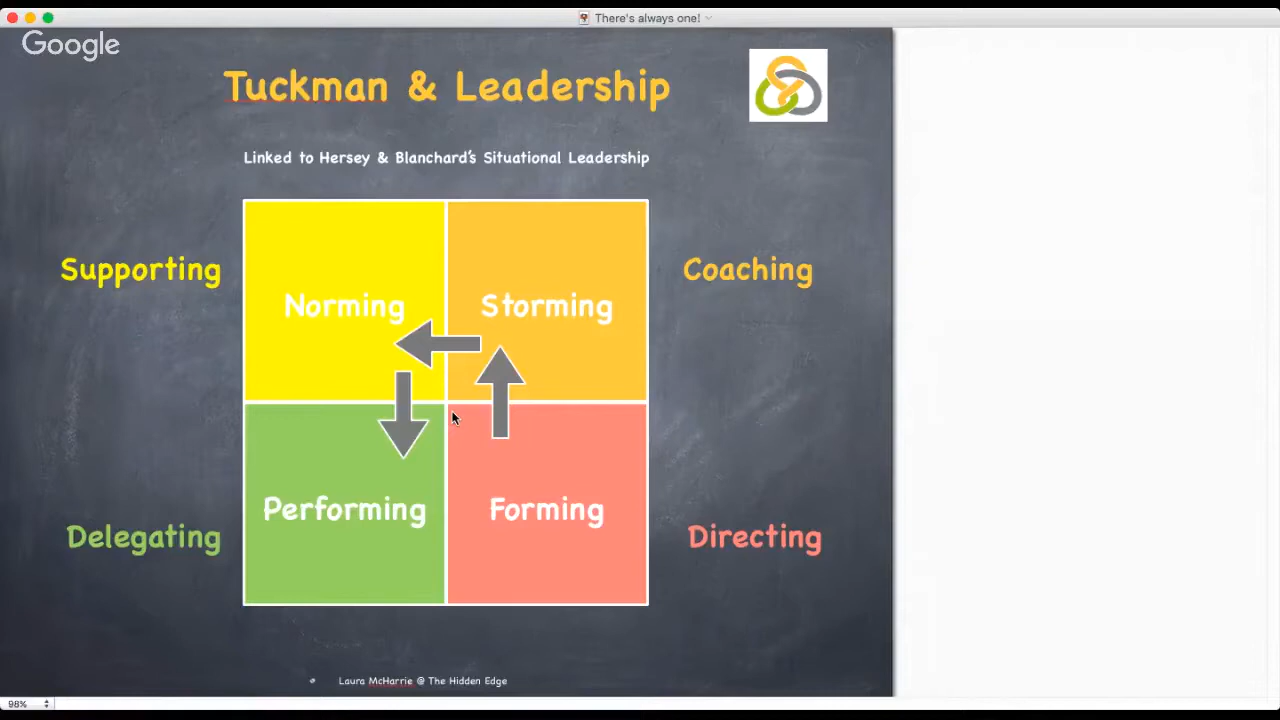 There's always one!
Google
Tuckman & Leadership
Linked to Hersey & Blanchard's Situational Leadership
Supporting
Coaching
Norming
Storming
Performing
Forming
Delegating
Directing
Laura McHarrie @ The Hidden Edge
98%